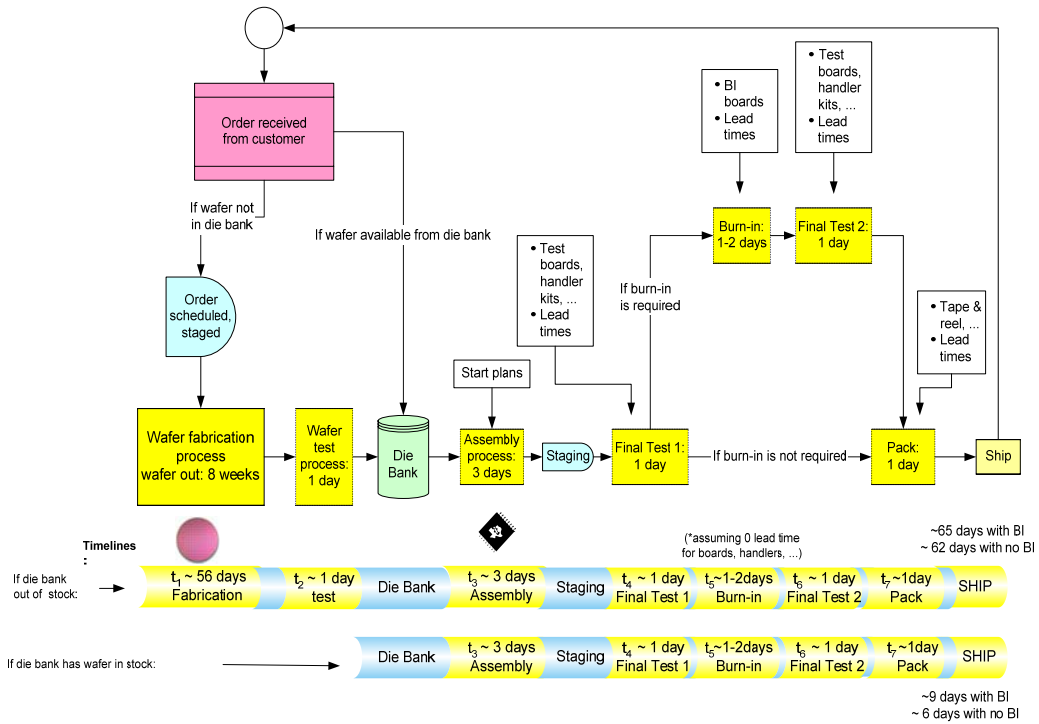 Order received
from customer
If wafer not
in die bank
If wafer available from die bank
Order
scheduled,
staged
• BI
boards
• Lead
times
• Test
boards,
handler
kits, ...
• Lead
times
Burn-in:
1-2 days
Final Test 2:
1 day
• Test
boards,
handler
kits, ...
• Lead
times
If burn-in
is required
• Tape &
reel, ...
• Lead
times
Start plans
Wafer fabrication
process
wafer out: 8 weeks
Wafer
test
process:
1 day
Die
Bank
Assembly
process:
3 days
Staging
Final Test 1:
1 day
If burn-in is not required
Pack:
1 day
Ship
Timelines
:
(*assuming 0 lead time
for boards, handlers, ...)
~65 days with BI
~ 62 days with no BI
If die bank
out of stock:
t1 ~ 56 days
Fabrication
t2 ~ 1 day
test
Die Bank
t3 ~ 3 days
Assembly
Staging
t4 ~ 1 day
Final Test 1
t5~1-2days
Burn-in
t6 ~ 1 day
Final Test 2
t7~1day
Pack
SHIP
If die bank has wafer in stock:
Die Bank
t3 ~ 3 days
Assembly
Staging
t4 ~ 1 day
Final Test 1
t5~1-2days
Burn-in
t6 ~ 1 day
Final Test 2
t7~1day
Pack
SHIP
~9 days with BI
~ 6 days with no BI